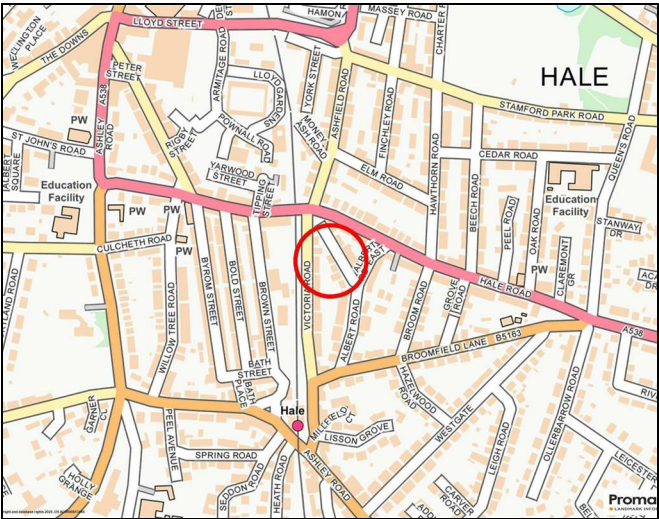 LLOYD STREET
HAMON
MASSEY ROAD
WELLINGTON
PLACE
THE DOWNS
PETER
STREET
ARMITAGE ROAD
LLOYD
GARDENS
YORK STREET
ASHFIELD ROAD
FINCHLEY ROAD
HALE
STAMFORD PARK ROAD
A538
ASHLEY
ROAD
PW
ST JOHN'S ROAD
RIGBY
STREET
POWNALL ROAD
MONEY
ASH ROAD
ELM ROAD
HAWTHORN ROAD
CEDAR ROAD
QUEEN'S ROAD
ALBERT
SQUARE
Education
Facility
YARWOOD
STREET
TIPPING
STREET
BEECH ROAD
PEEL ROAD
OAK ROAD
Education
Facility
STANWAY
DR
PW
PW
PW
CULCHETH ROAD
CLAREMONT
GR
PW
WILLOW TREE ROAD
BYROM STREET
BOLD STREET
BROWN STREET
VICTORIA ROAD
ALBERT ROAD
BROOM ROAD
GROVE
ROAD
HALE ROAD
A538
BROOMFIELD LANE B5163
BATH
STREET
BATH
PLACE
Hale
MILLFIELD
CT
LISSON GROVE
HAZELWOOD
ROAD
WESTGATE
LEIGH ROAD
OLLERBARROW ROAD
GARNER
CL
PEEL AVENUE
SPRING ROAD
SEDDON ROAD
HEATH ROAD
ASHLEY ROAD
CARVER
ROAD
LEICESTER
HOLLY
GRANGE
Proma
LANDMARK INFOR